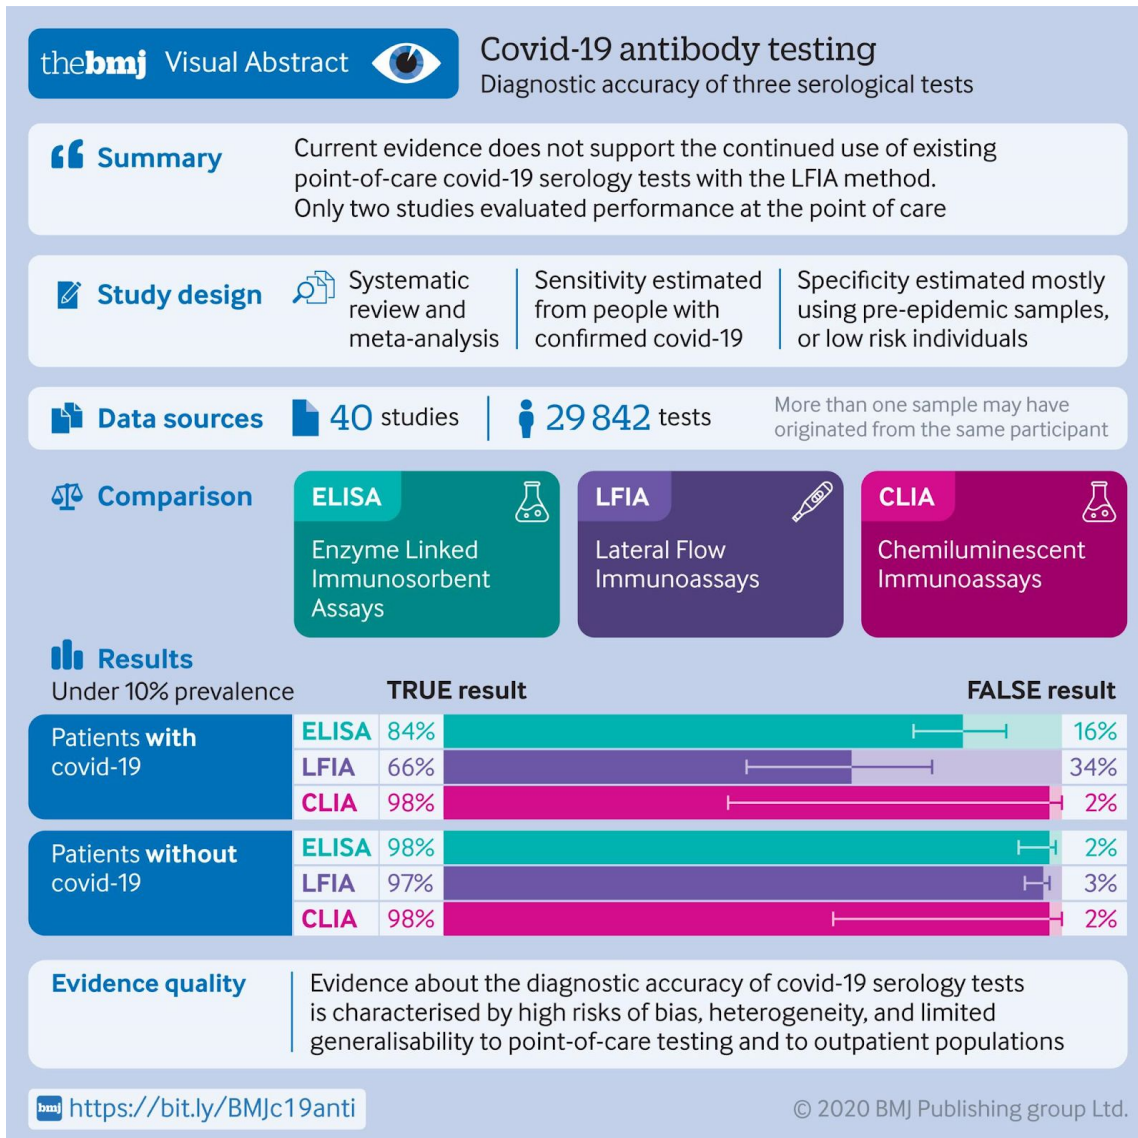 thebmj Visual Abstract
Covid-19 antibody testing
Diagnostic accuracy of three serological tests
Summary
Current evidence does not support the continued use of existing
point-of-care covid-19 serology tests with the LFIA method.
Only two studies evaluated performance at the point of care
Study design
Systematic
review and
meta-analysis
Sensitivity estimated
from people with
confirmed covid-19
Specificity estimated mostly
using pre-epidemic samples,
or low risk individuals
Data sources
40 studies
29 842 tests
More than one sample may have
originated from the same participant
Comparison
ELISA
Enzyme Linked
Immunosorbent
Assays
LFIA
Lateral Flow
Immunoassays
CLIA
Chemiluminescent
Immunoassays
Results
Under 10% prevalence
TRUE result
FALSE result
Patients with
covid-19
ELISA 84% 16%
LFIA 66% 34%
CLIA 98% 2%
Patients without
covid-19
ELISA 98% 2%
LFIA 97% 3%
CLIA 98% 2%
Evidence quality
Evidence about the diagnostic accuracy of covid-19 serology tests
is characterised by high risks of bias, heterogeneity, and limited
generalisability to point-of-care testing and to outpatient populations
bmj https://bit.ly/BMJc19anti
© 2020 BMJ Publishing group Ltd.